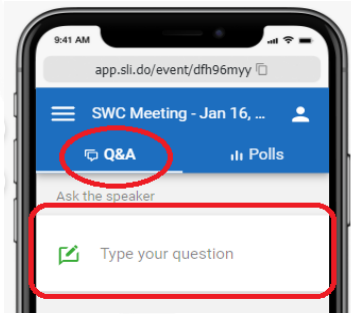 9:41 AM
app.sli.do/event/dfh96myy
SWC Meeting - Jan 16, ...
Q&A
Polls
Ask the speaker
Type your question